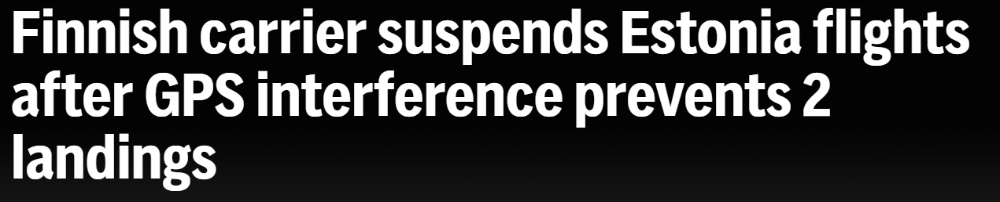 Finnish carrier suspends Estonia flights
after GPS interference prevents 2
landings